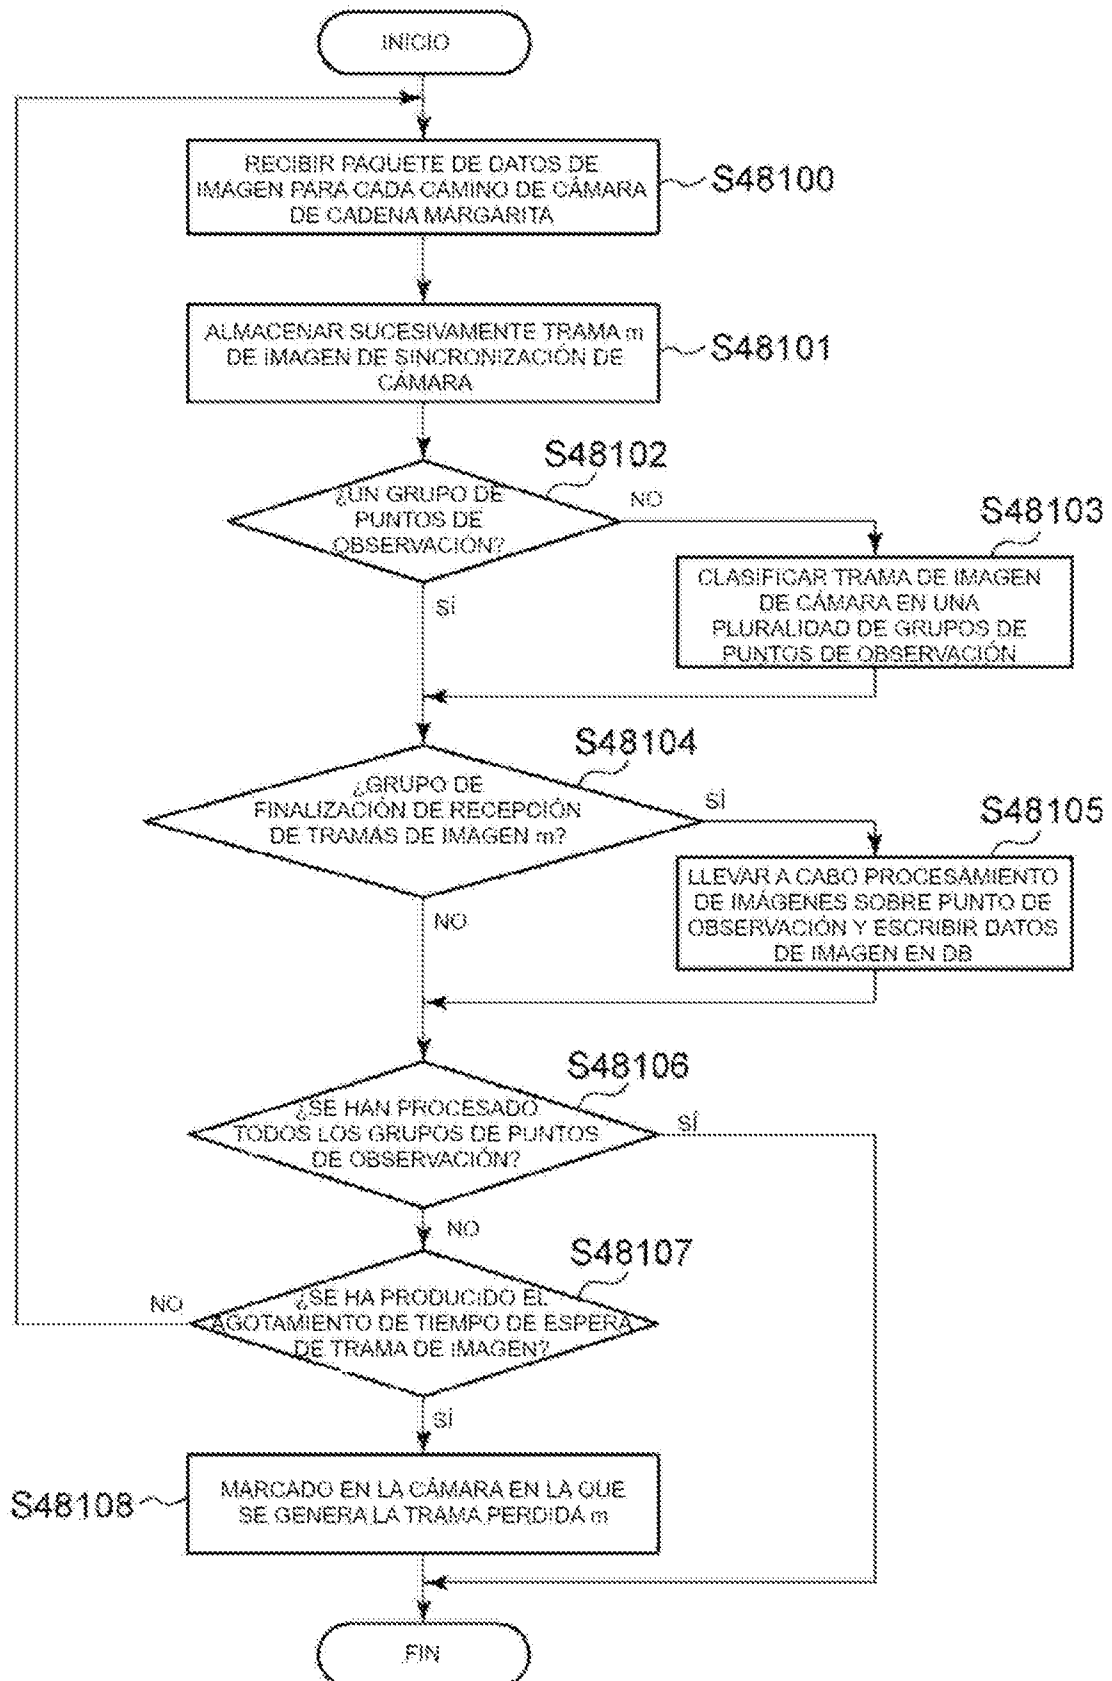 INICIO
RECIBIR PAQUETE DE DATOS DE
IMAGEN PARA CADA CAMINO DE CÁMARA
DE CADENA MARGARITA
S48100
ALMACENAR SUCESIVAMENTE TRAMA m
DE IMAGEN DE SINCRONIZACIÓN DE
CÁMARA
S48101
S48102
¿UN GRUPO DE
PUNTOS DE
OBSERVACIÓN?
NO
SÍ
S48103
CLASIFICAR TRAMA DE IMAGEN
DE CÁMARA EN UNA
PLURALIDAD DE GRUPOS DE
PUNTOS DE OBSERVACIÓN
S48104
¿GRUPO DE
FINALIZACIÓN DE RECEPCIÓN
DE TRAMAS DE IMAGEN m?
SÍ
NO
S48105
LLEVAR A CABO PROCESAMIENTO
DE IMÁGENES SOBRE PUNTO DE
OBSERVACIÓN Y ESCRIBIR DATOS
DE IMAGEN EN DB
S48106
¿SE HAN PROCESADO
TODOS LOS GRUPOS DE PUNTOS
DE OBSERVACIÓN?
SÍ
NO
S48107
¿SE HA PRODUCIDO EL
AGOTAMIENTO DE TIEMPO DE ESPERA
DE TRAMA DE IMAGEN?
NO
SÍ
S48108
MARCADO EN LA CÁMARA EN LA QUE
SE GENERA LA TRAMA PERDIDA m
FIN